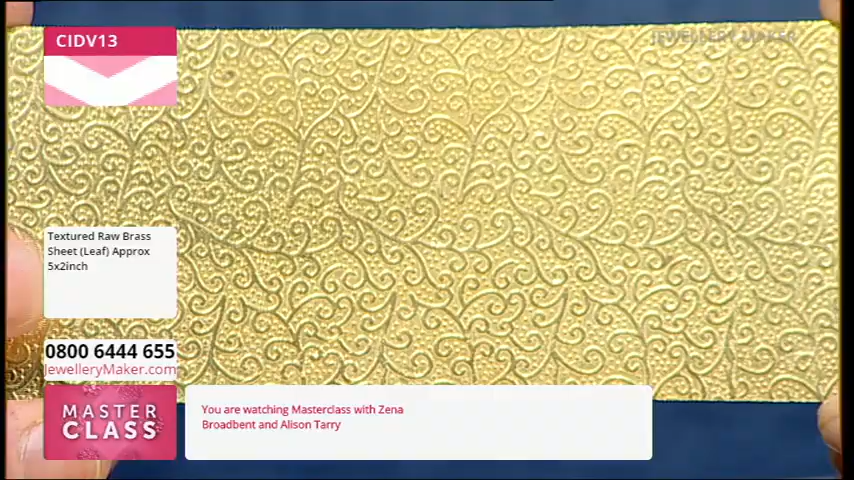 CIDV13
JEWELLERY MAKER
Textured Raw Brass
Sheet (Leaf) Approx
5x2inch
0800 6444 655
JewelleryMaker.com
MASTER
CLASS
You are watching Masterclass with Zena
Broadbent and Alison Tarry